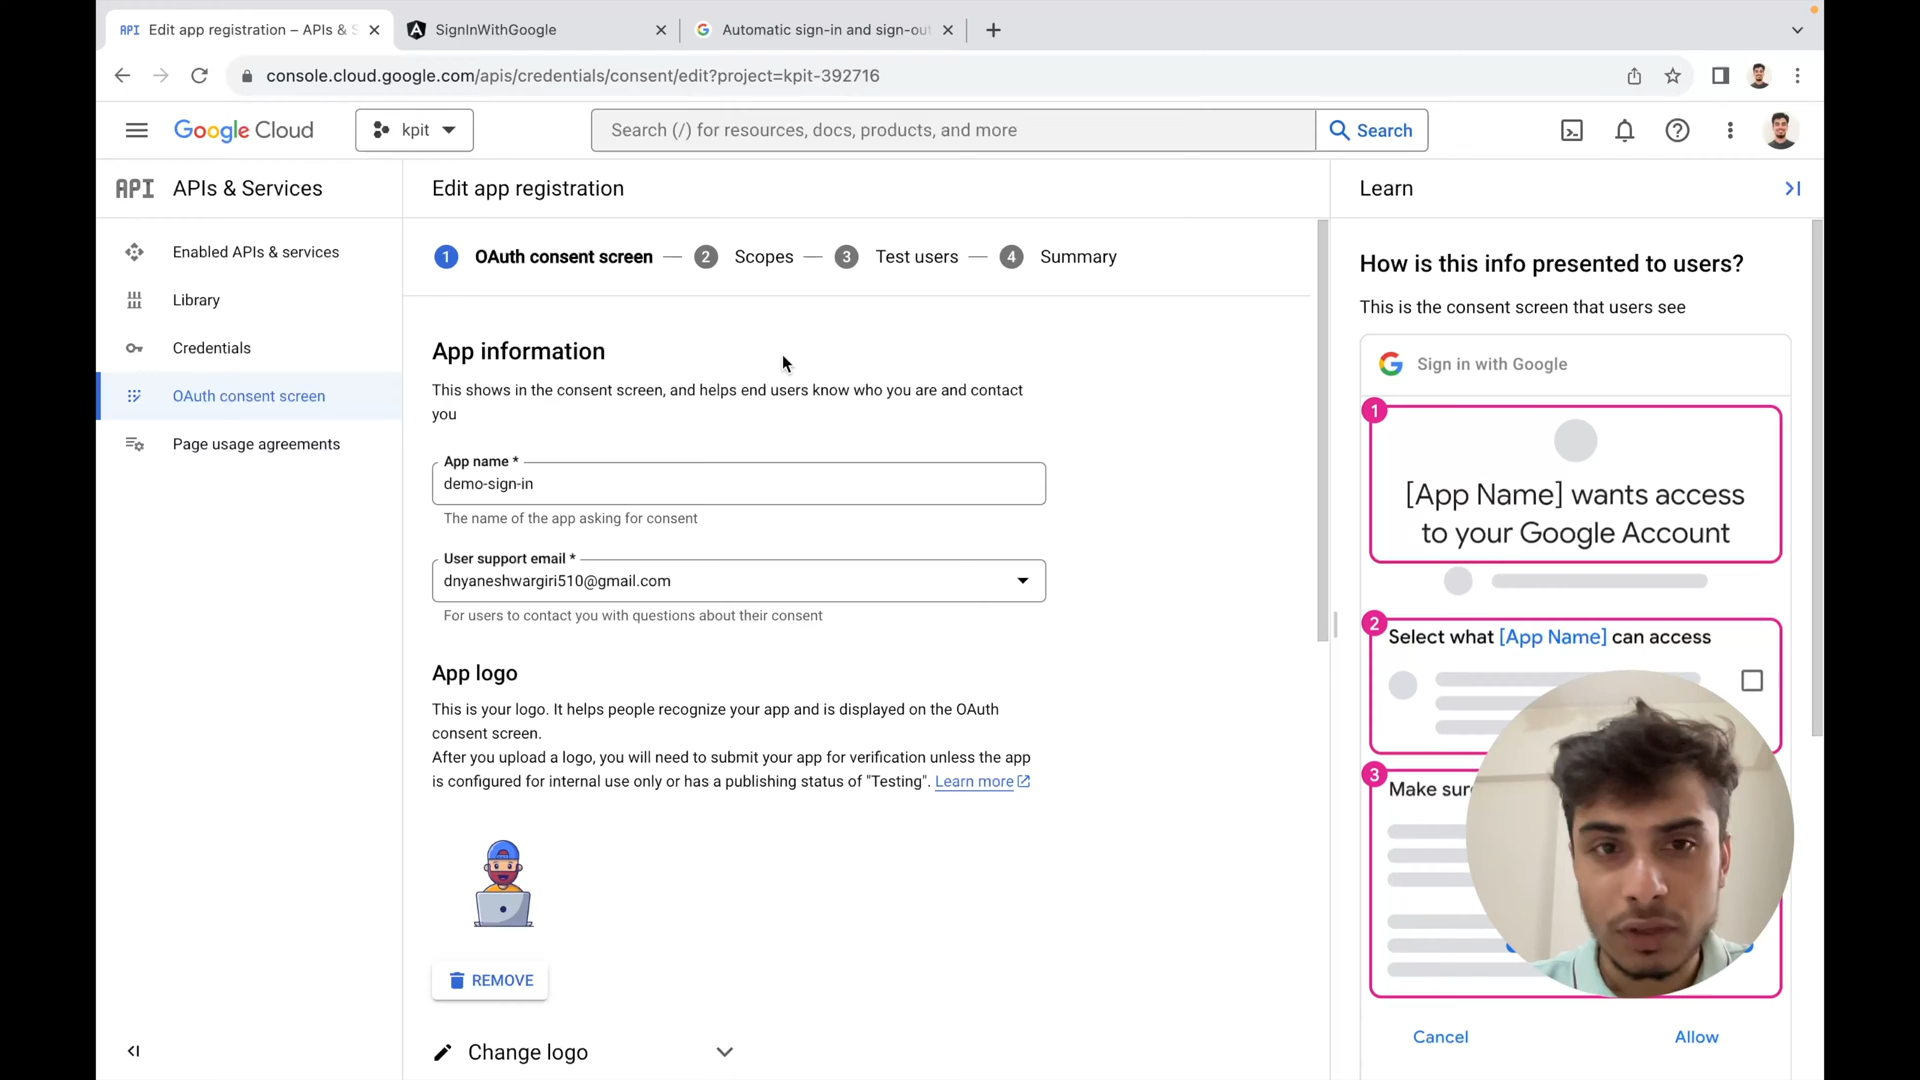 API Edit app registration – APIs & S
SignInWithGoogle
Automatic sign-in and sign-out
console.cloud.google.com/apis/credentials/consent/edit?project=kpit-392716
Google Cloud
kpit
Search (/) for resources, docs, products, and more
Search
API APIs & Services
Enabled APIs & services
Library
Credentials
OAuth consent screen
Page usage agreements
Edit app registration
1 OAuth consent screen — 2 Scopes — 3 Test users — 4 Summary
App information
This shows in the consent screen, and helps end users know who you are and contact
you
App name *
demo-sign-in
The name of the app asking for consent
User support email *
dnyaneshwargiri510@gmail.com
For users to contact you with questions about their consent
App logo
This is your logo. It helps people recognize your app and is displayed on the OAuth
consent screen.
After you upload a logo, you will need to submit your app for verification unless the app
is configured for internal use only or has a publishing status of "Testing". Learn more
REMOVE
Change logo
Learn
How is this info presented to users?
This is the consent screen that users see
Sign in with Google
1
[App Name] wants access
to your Google Account
2
Select what [App Name] can access
3
Make sure
Cancel
Allow